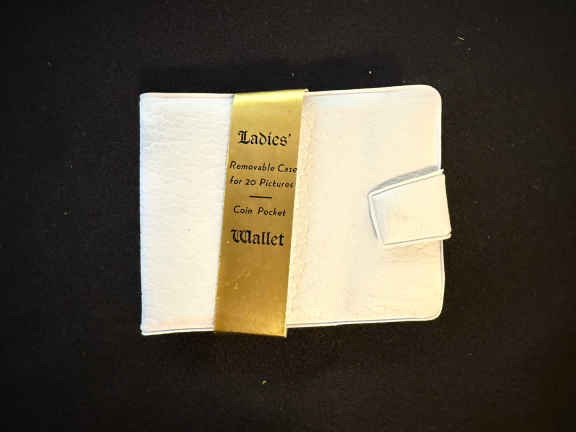 Ladies'
Removable Case
for 20 Pictures
Coin Pocket
Wallet